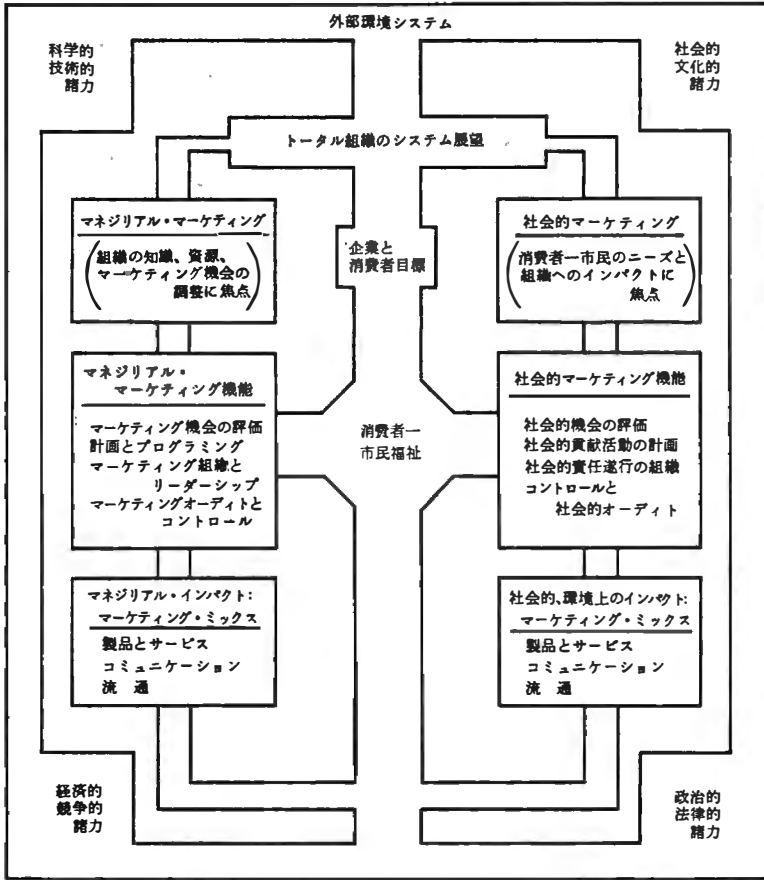 外部環境システム
科学的
技術的
諸力
社会的
文化的
諸力
トータル組織のシステム展望
マネジリアル・マーケティング
組織の知識、資源、
マーケティング機会の
調整に焦点
企業と
消費者目標
社会的マーケティング
消費者ー市民のニーズと
組織へのインパクトに
焦点
マネジリアル・
マーケティング機能
マーケティング機会の評価
計画とプログラミング
マーケティング組織と
リーダーシップ
マーケティングオーディットと
コントロール
消費者ー
市民福祉
社会的マーケティング機能
社会的機会の評価
社会的貢献活動の計画
社会的責任遂行の組織
コントロールと
社会的オーディット
マネジリアル・インパクト:
マーケティング・ミックス
製品とサービス
コミュニケーション
流通
社会的、環境上のインパクト:
マーケティング・ミックス
製品とサービス
コミュニケーション
流通
経済的
競争的
諸力
政治的
法律的
諸力